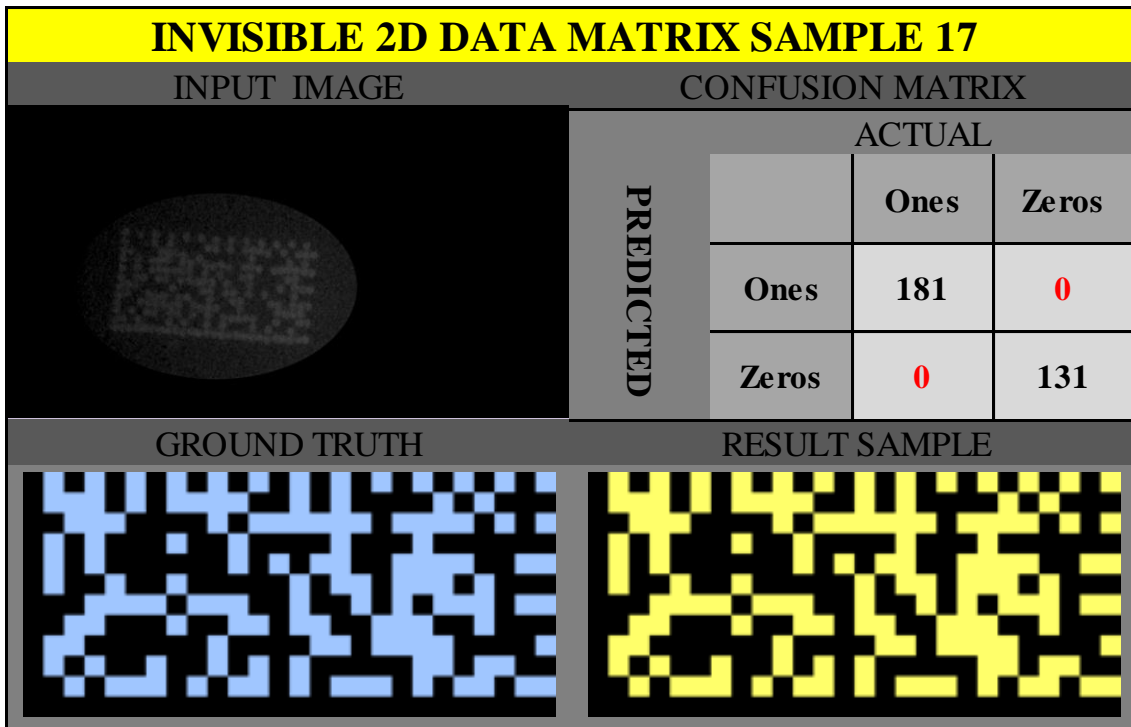 INVISIBLE 2D DATA MATRIX SAMPLE 17
INPUT IMAGE
CONFUSION MATRIX
ACTUAL
PREDICTED
Ones Zeros
Ones 181 0
Zeros 0 131
GROUND TRUTH
RESULT SAMPLE